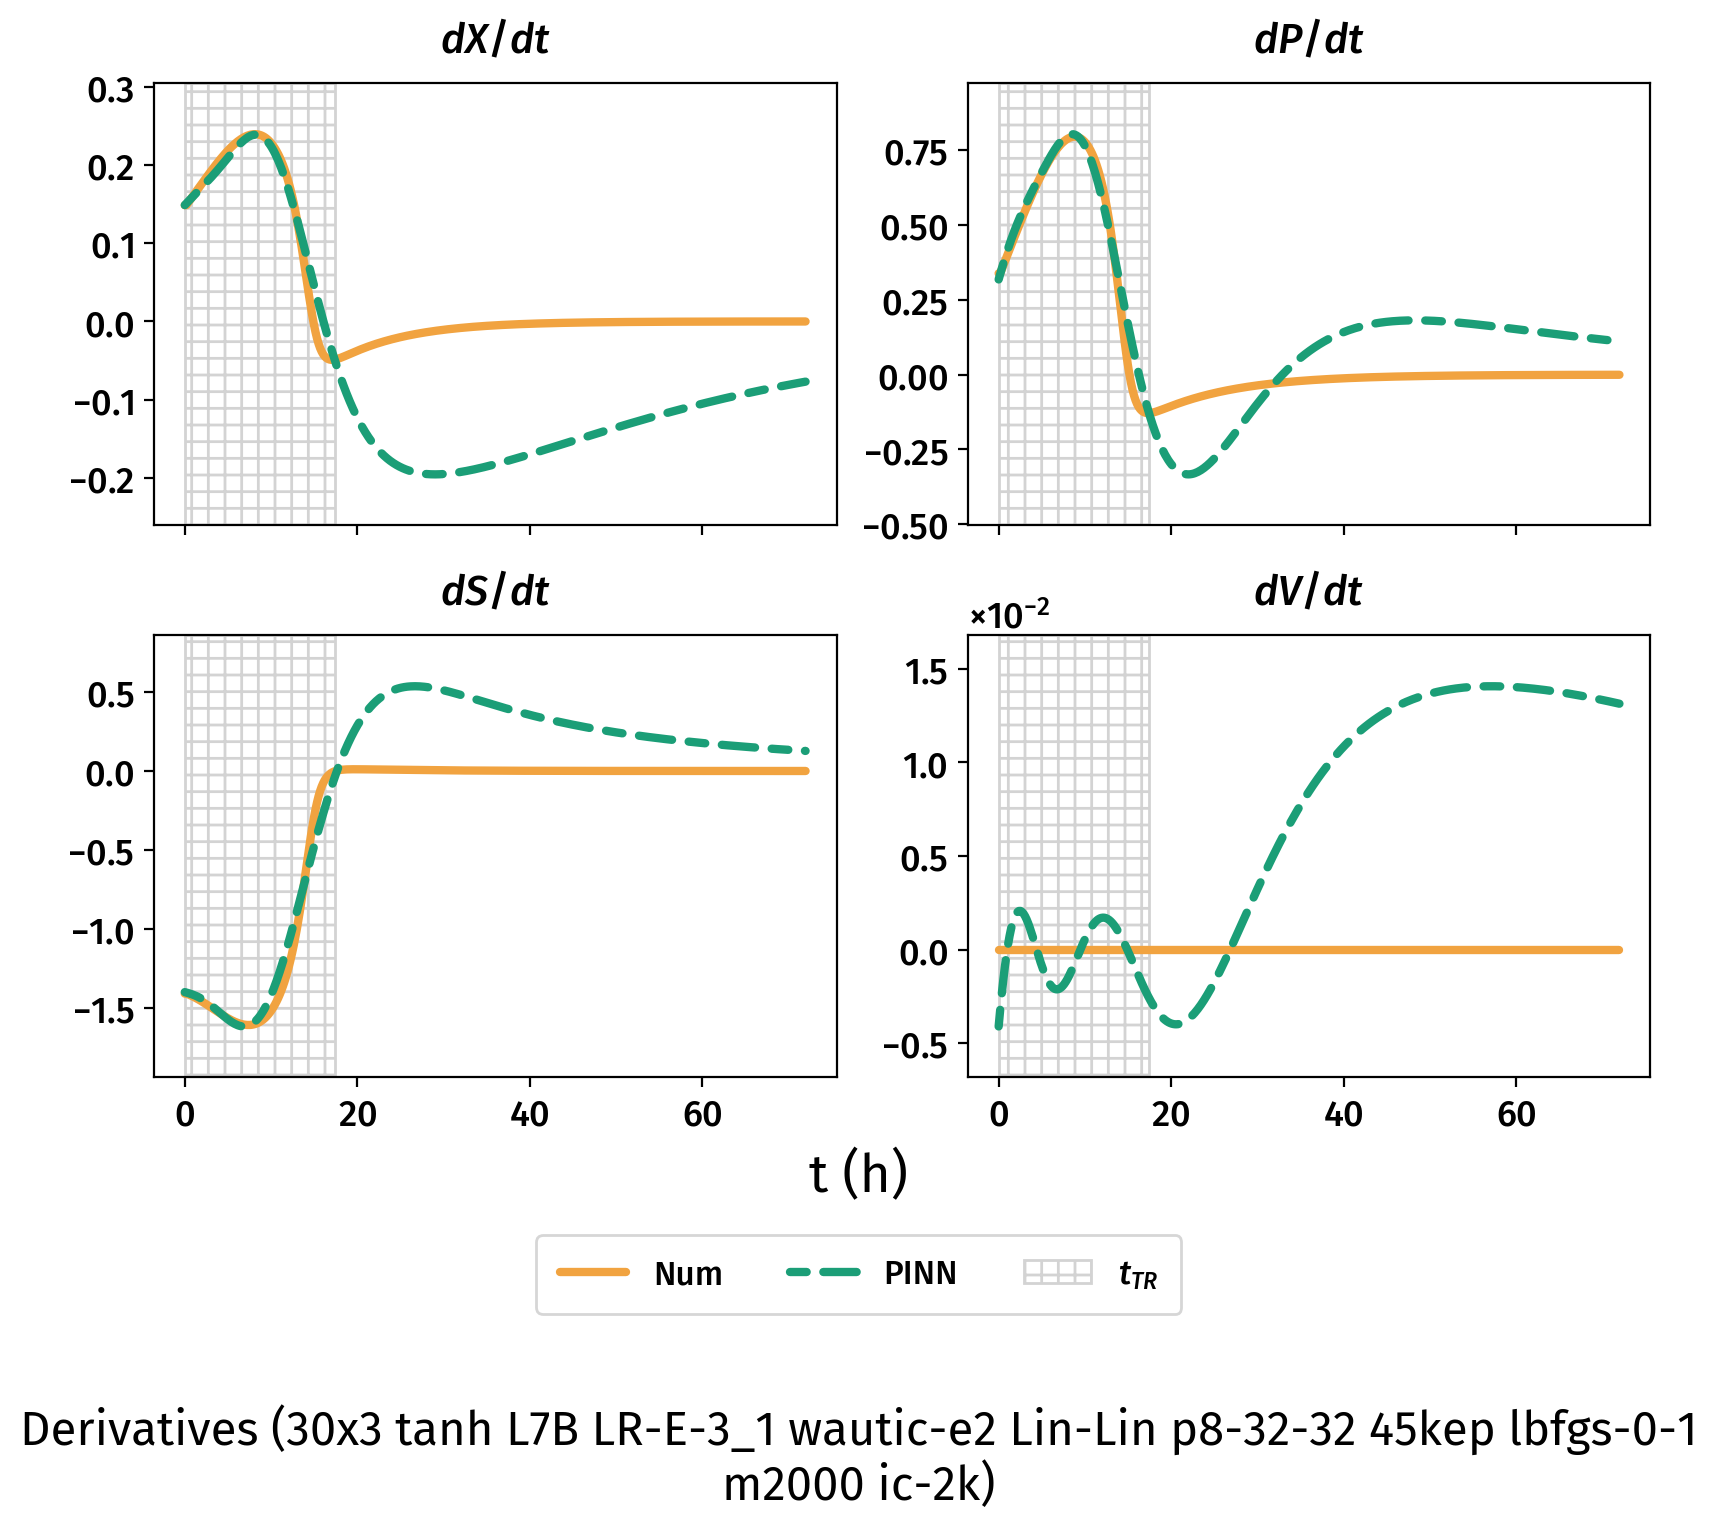 dX/dt
dP/dt
0.3
0.2
0.1
0.0
−0.1
−0.2
0.75
0.50
0.25
0.00
−0.25
−0.50
dS/dt
dV/dt
×10⁻²
0.5
0.0
−0.5
−1.0
−1.5
1.5
1.0
0.5
0.0
−0.5
0 20 40 60
0 20 40 60
t (h)
Num PINN t_TR
Derivatives (30x3 tanh L7B LR-E-3_1 wautic-e2 Lin-Lin p8-32-32 45kep lbfgs-0-1
m2000 ic-2k)